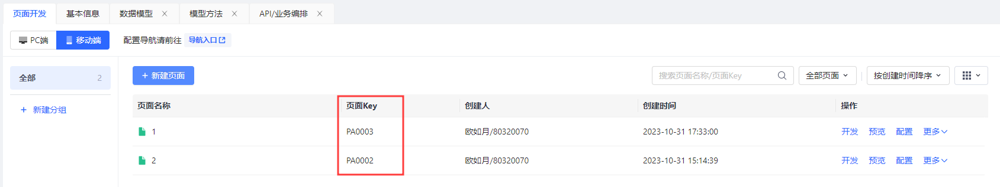 页面开发 基本信息 数据模型 模型方法 API/业务编排
PC端 移动端 配置导航请前往 导航入口
全部 2 + 新建页面 搜索页面名称/页面Key 全部页面 按创建时间降序
+ 新建分组 页面名称 页面Key 创建人 创建时间 操作
1 PA0003 欧如月/80320070 2023-10-31 17:33:00 开发 预览 配置 更多
2 PA0002 欧如月/80320070 2023-10-31 15:14:39 开发 预览 配置 更多